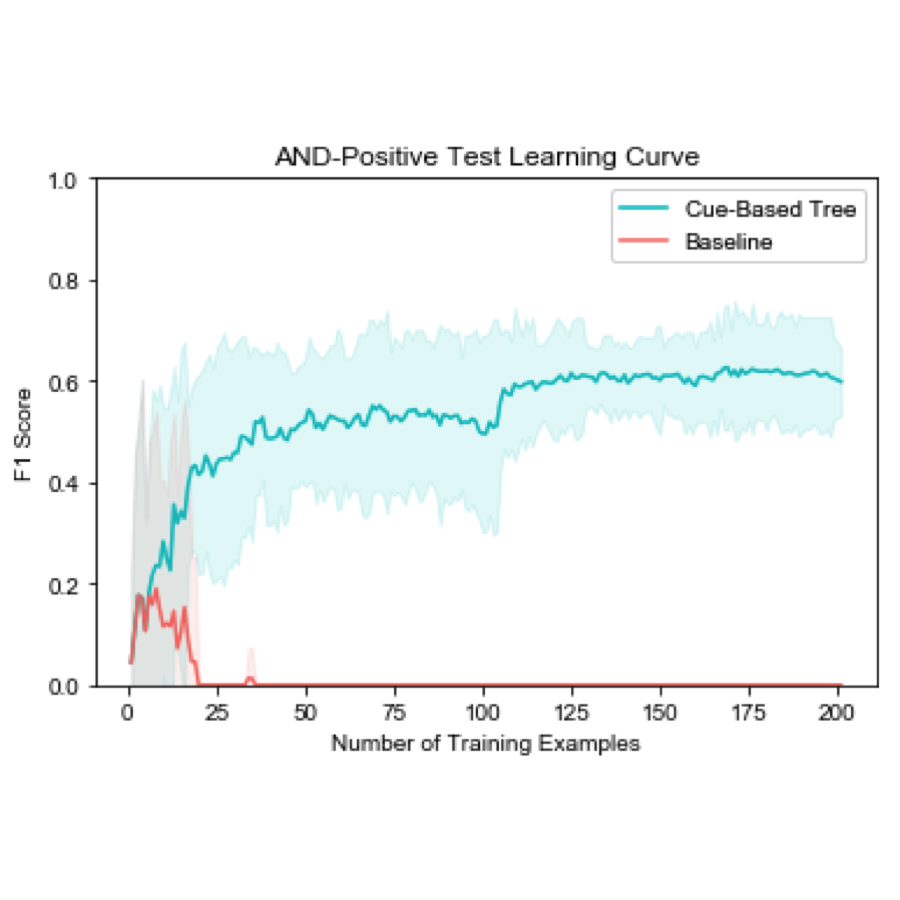 AND-Positive Test Learning Curve
1.0
0.8
0.6
0.4
0.2
0.0
F1 Score
Cue-Based Tree
Baseline
0 25 50 75 100 125 150 175 200
Number of Training Examples